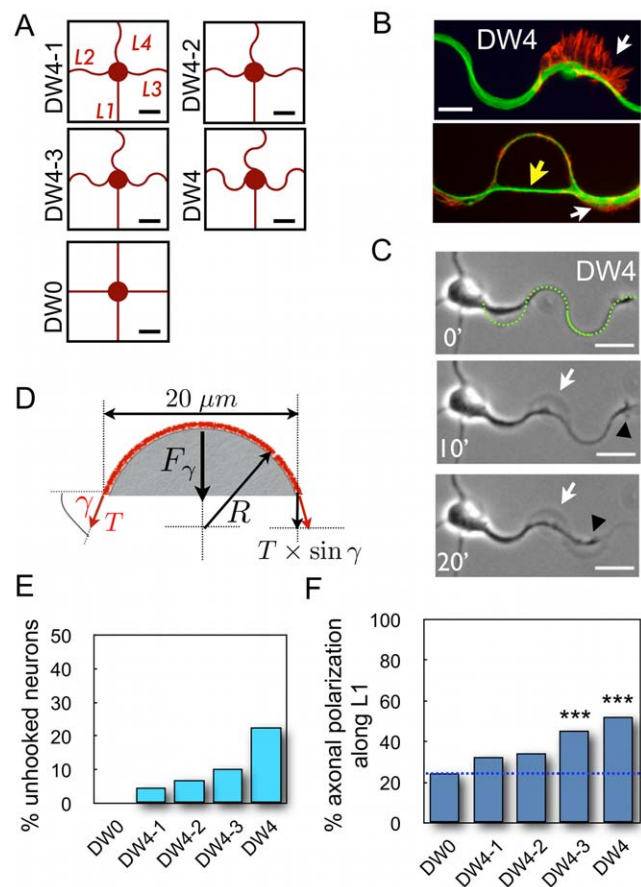 A
DW4-1
L2
L4
L3
L1
DW4-2
DW4-3
DW4
DW0
B
DW4
C
DW4
0'
10'
20'
D
20 μm
Fγ
γ
T
R
T × sin γ
E
% unhooked neurons
50
40
30
20
10
0
DW0
DW4-1
DW4-2
DW4-3
DW4
F
% axonal polarization
along L1
100
80
60
40
20
0
***
***
DW0
DW4-1
DW4-2
DW4-3
DW4